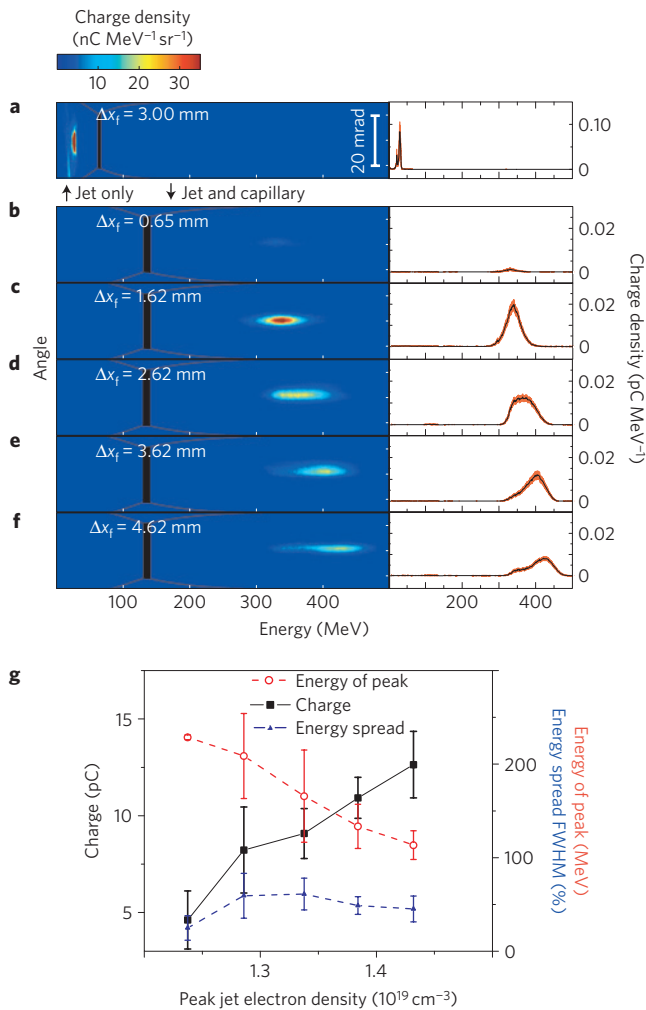 Charge density
(nC MeV⁻¹ sr⁻¹)
10 20 30
a
Δx_f = 3.00 mm
20 mrad
0.10
0
↑ Jet only ↓ Jet and capillary
b
Δx_f = 0.65 mm
0.02
0
c
Δx_f = 1.62 mm
0.02
0
d
Δx_f = 2.62 mm
0.02
0
e
Δx_f = 3.62 mm
0.02
0
f
Δx_f = 4.62 mm
0.02
0
Angle
Charge density (pC MeV⁻¹)
100 200 300 400
200 400
Energy (MeV)
g
Energy of peak
Charge
Energy spread
15
10
5
Charge (pC)
200
100
0
Energy of peak (MeV)
Energy spread FWHM (%)
1.3 1.4
Peak jet electron density (10¹⁹ cm⁻³)